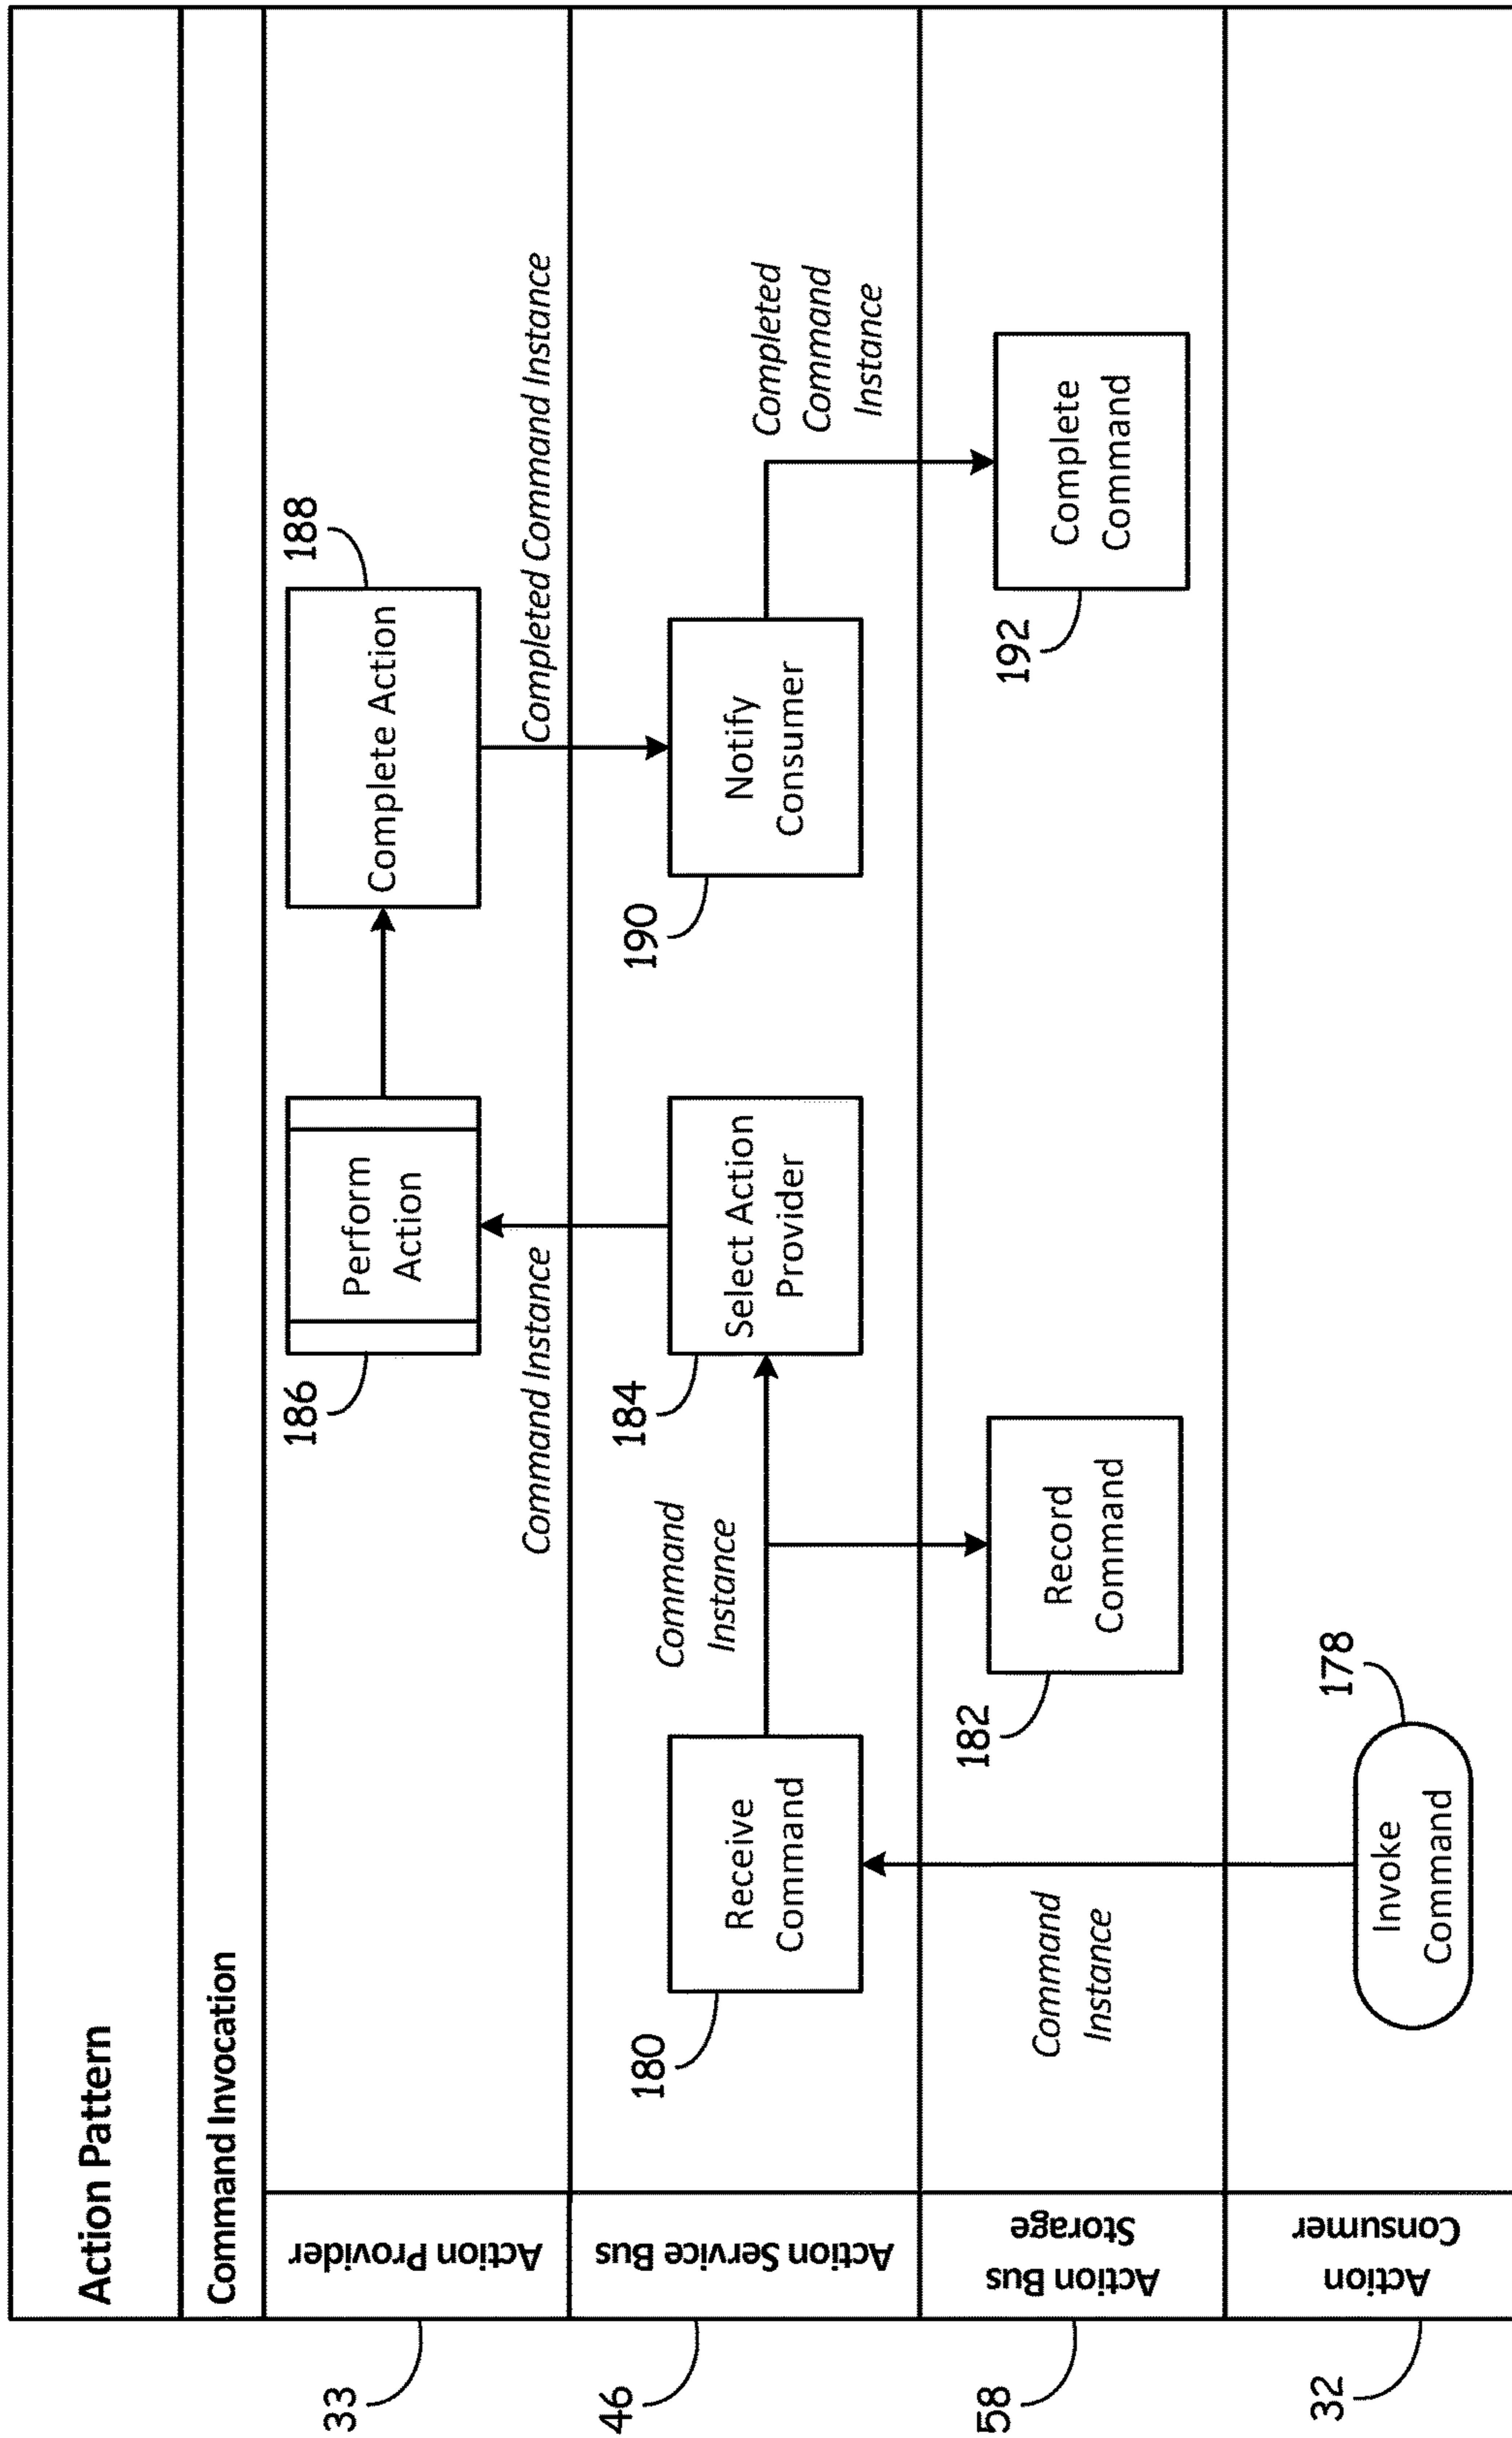 Action Pattern
Command Invocation
33
Action Provider
186
Perform
Action
188
Complete Action
Command Instance
Completed Command Instance
46
Action Service Bus
180
Receive
Command
Command
Instance
184
Select Action
Provider
190
Notify
Consumer
Completed
Command
Instance
58
Action Bus
Storage
Command
Instance
182
Record
Command
192
Complete
Command
32
Action
Consumer
178
Invoke
Command